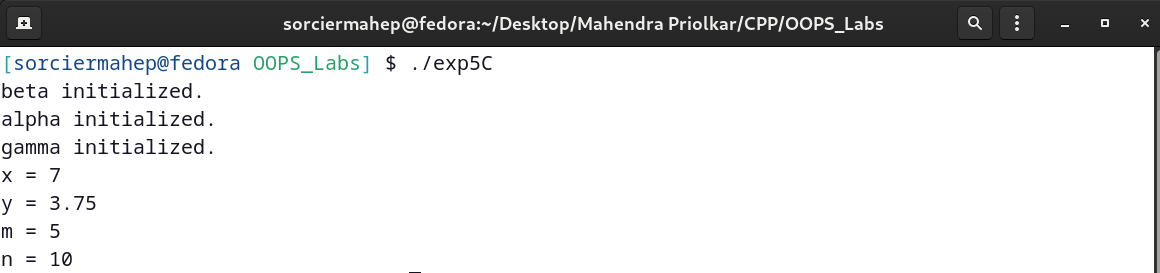 sorciermahep@fedora:~/Desktop/Mahendra Priolkar/CPP/OOPS_Labs
[sorciermahep@fedora OOPS_Labs] $ ./exp5C
beta initialized.
alpha initialized.
gamma initialized.
x = 7
y = 3.75
m = 5
n = 10